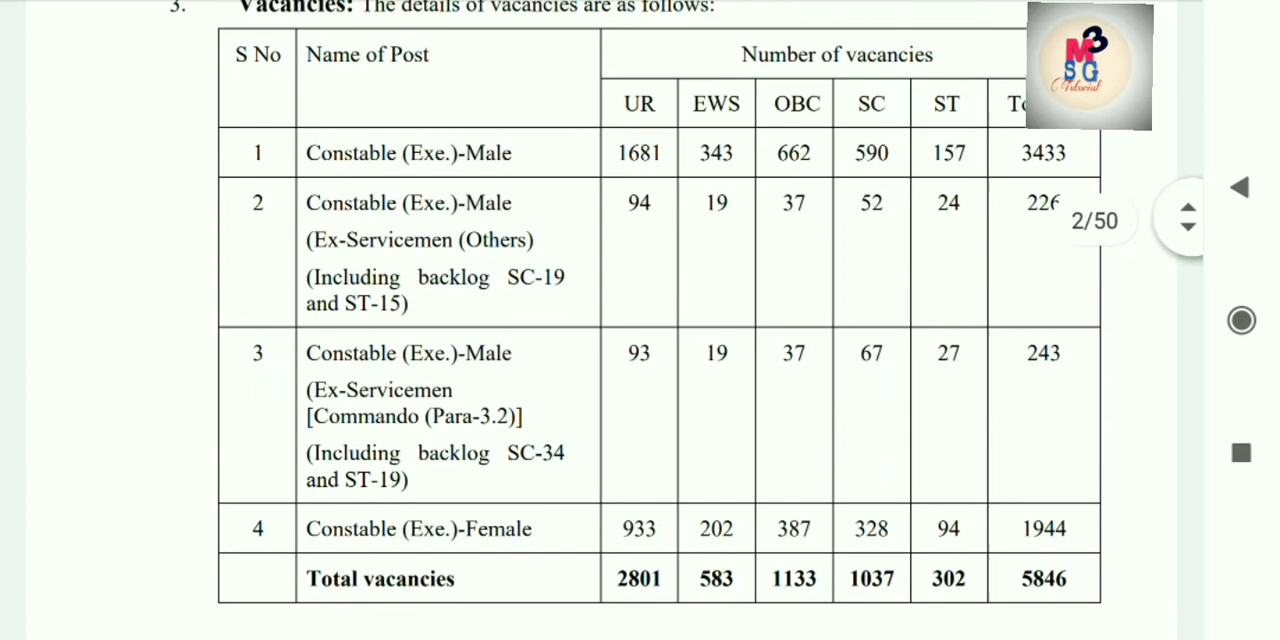 3. Vacancies: The details of vacancies are as follows:
S No Name of Post Number of vacancies
UR EWS OBC SC ST
1 Constable (Exe.)-Male 1681 343 662 590 157 3433
2 Constable (Exe.)-Male 94 19 37 52 24 226
2/50
(Ex-Servicemen (Others)
(Including backlog SC-19
and ST-15)
3 Constable (Exe.)-Male 93 19 37 67 27 243
(Ex-Servicemen
[Commando (Para-3.2)]
(Including backlog SC-34
and ST-19)
4 Constable (Exe.)-Female 933 202 387 328 94 1944
Total vacancies 2801 583 1133 1037 302 5846
M3
SG
Tutorial